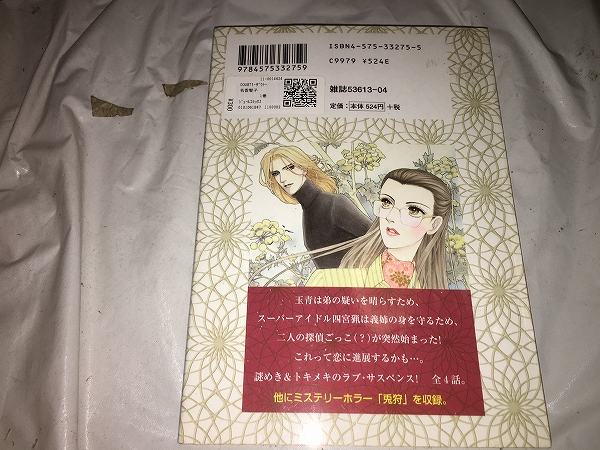 ISBN4-575-33275-5
C9979 ¥524E
9784575332759
雑誌53613-04
定価：本体 524円 +税
名香智子
玉青は弟の疑いを晴らすため、
スーパーアイドル四宮猟は義姉の身を守るため、
二人の探偵ごっこ（？）が突然始まった！
これって恋に進展するかも…。
謎めき＆トキメキのラブ・サスペンス！ 全4話。
他にミステリーホラー「兎狩」を収録。